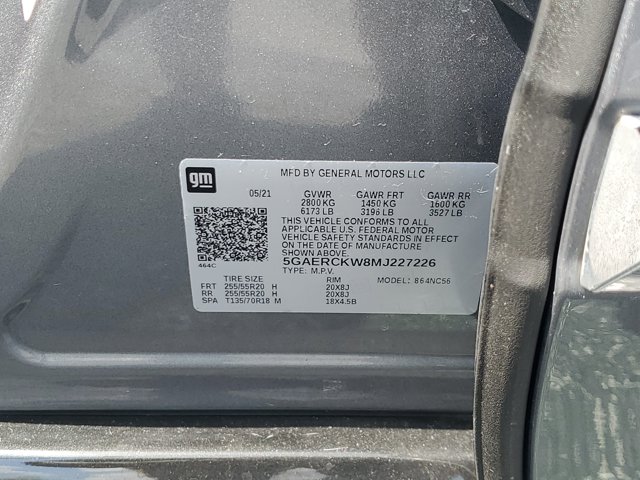 gm
MFD BY GENERAL MOTORS LLC
05/21 GVWR GAWR FRT GAWR RR
2800 KG 1450 KG 1600 KG
6173 LB 3196 LB 3527 LB
THIS VEHICLE CONFORMS TO ALL
APPLICABLE U.S. FEDERAL MOTOR
VEHICLE SAFETY STANDARDS IN EFFECT
ON THE DATE OF MANUFACTURE
SHOWN ABOVE.
464C
5GAERCKW8MJ227226
TYPE: M.P.V. MODEL: 864NC56
TIRE SIZE RIM
FRT 255/55R20 H 20X8J
RR 255/55R20 H 20X8J
SPA T135/70R18 M 18X4.5B